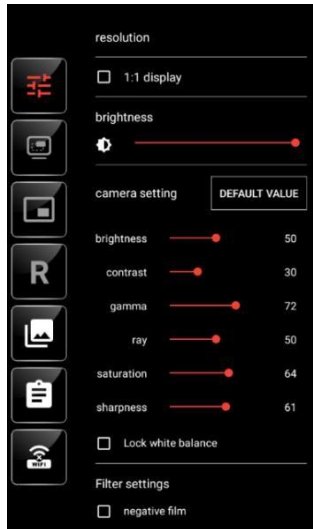 resolution
1:1 display
brightness
camera setting
DEFAULT VALUE
brightness 50
contrast 30
gamma 72
R
ray 50
saturation 64
sharpness 61
Lock white balance
WIFI
Filter settings
negative film